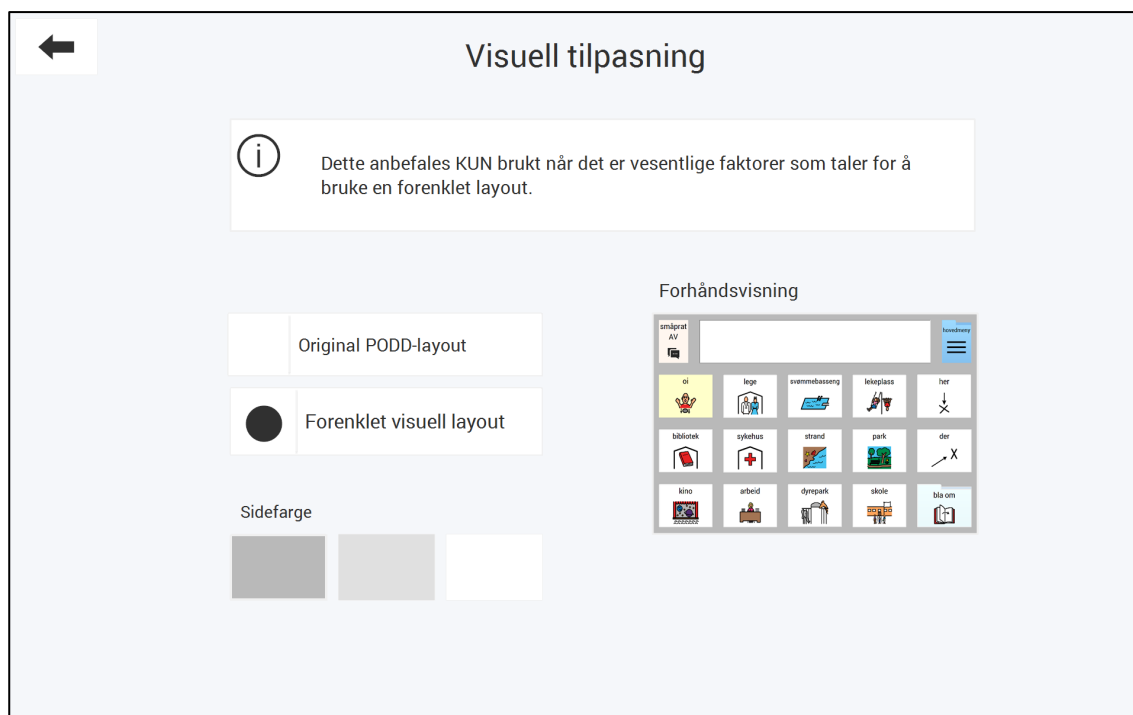 Visuell tilpasning
Dette anbefales KUN brukt når det er vesentlige faktorer som taler for å
bruke en forenklet layout.
Forhåndsvisning
Original PODD-layout
Forenklet visuell layout
Sidefarge
småprat
AV
hovedmeny
oi lege svømmebasseng lekeplass her
bibliotek sykehus strand park der
X
kino arbeid dyrepark skole bla om